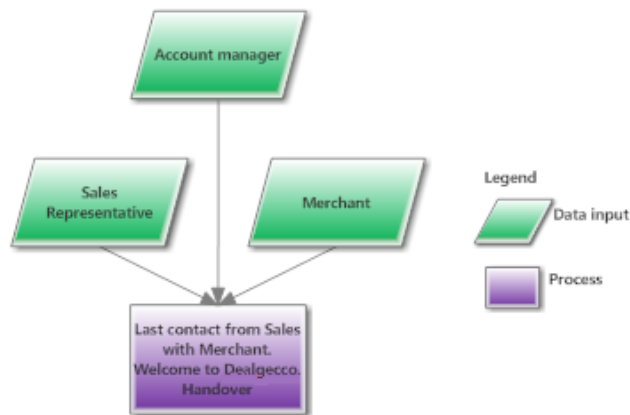 Account manager
Sales
Representative
Merchant
Legend
Data input
Process
Last contact from Sales
with Merchant.
Welcome to Dealgecco.
Handover